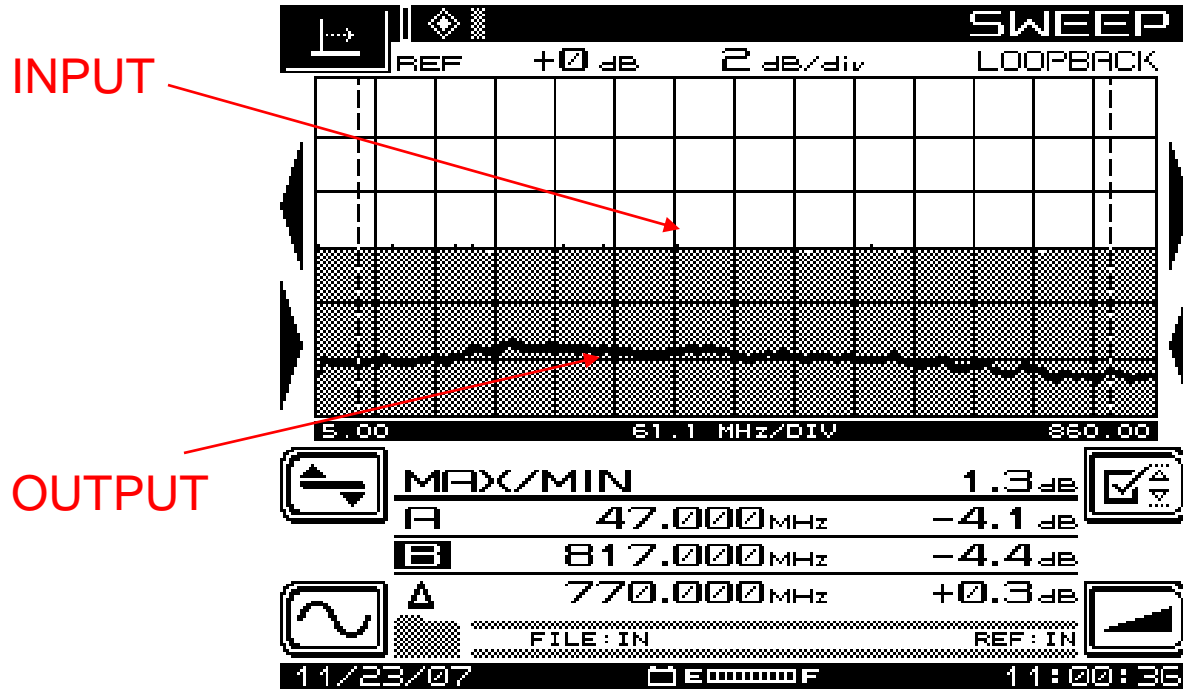 SWEEP
REF +0 dB 2 dB/div LOOPBACK
INPUT
5.00 61.1 MHz/DIV 860.00
OUTPUT
MAX/MIN 1.3 dB
A 47.000 MHz -4.1 dB
B 817.000 MHz -4.4 dB
Δ 770.000 MHz +0.3 dB
FILE:IN REF:IN
11/23/07 E F 11:00:36